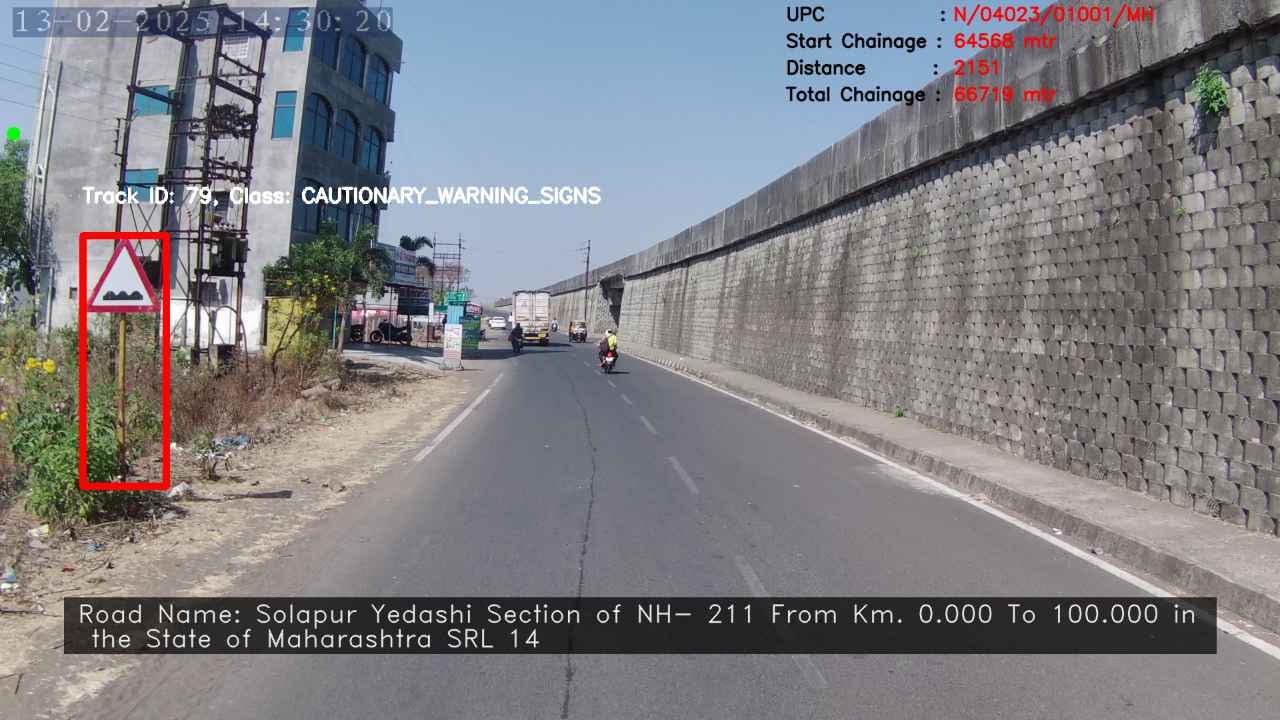 13-02-2025 14:30:20
UPC : N/04023/01001/MH
Start Chainage : 64568 mtr
Distance : 2151
Total Chainage : 66719 mtr
Track ID: 79, Class: CAUTIONARY_WARNING_SIGNS
Road Name: Solapur Yedashi Section of NH- 211 From Km. 0.000 To 100.000 in
the State of Maharashtra SRL 14